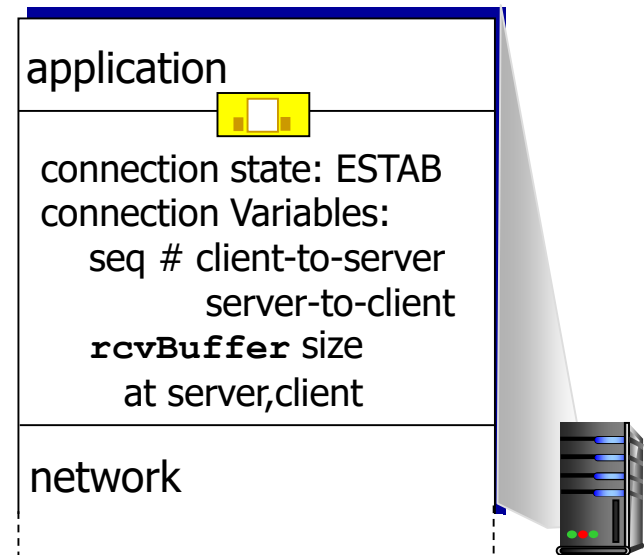 application
connection state: ESTAB
connection Variables:
seq # client-to-server
server-to-client
rcvBuffer size
at server,client
network